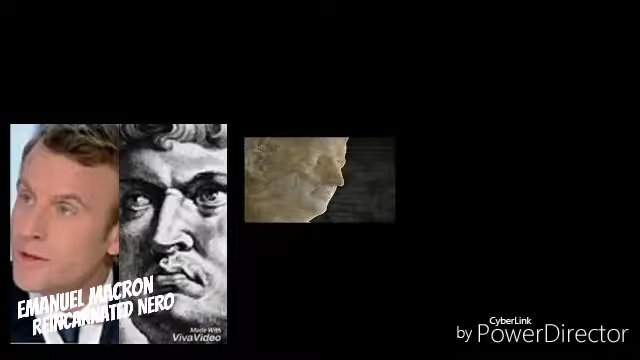 EMANUEL MACRON
REINCARNATED NERO
Made With
VivaVideo
CyberLink
by PowerDirector